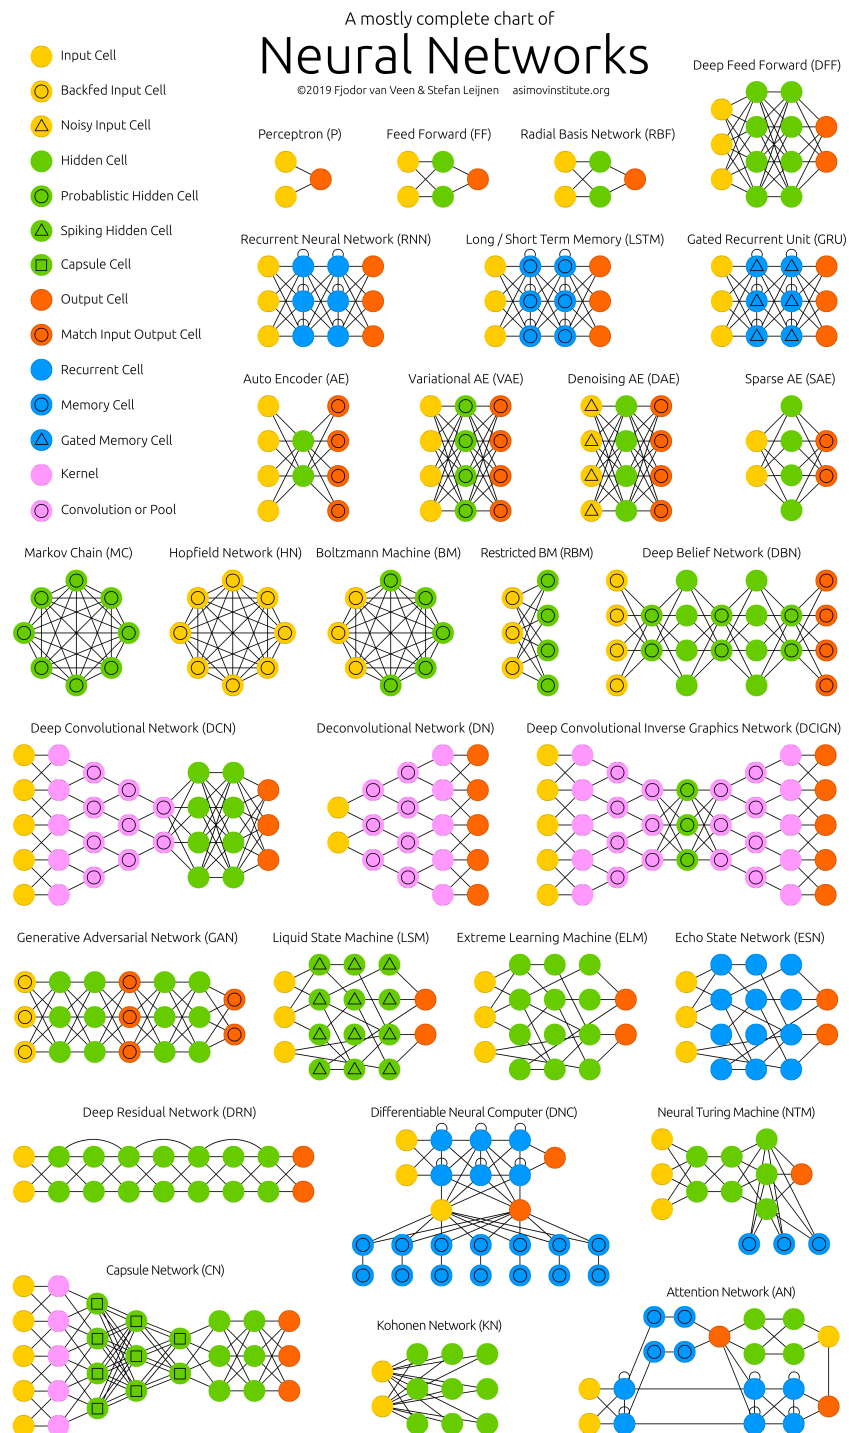 A mostly complete chart of
Neural Networks
©2019 Fjodor van Veen & Stefan Leijnen asimovinstitute.org
Input Cell
Backfed Input Cell
Noisy Input Cell
Hidden Cell
Probablistic Hidden Cell
Spiking Hidden Cell
Capsule Cell
Output Cell
Match Input Output Cell
Recurrent Cell
Memory Cell
Gated Memory Cell
Kernel
Convolution or Pool
Deep Feed Forward (DFF)
Perceptron (P)
Feed Forward (FF)
Radial Basis Network (RBF)
Recurrent Neural Network (RNN)
Long / Short Term Memory (LSTM)
Gated Recurrent Unit (GRU)
Auto Encoder (AE)
Variational AE (VAE)
Denoising AE (DAE)
Sparse AE (SAE)
Markov Chain (MC)
Hopfield Network (HN)
Boltzmann Machine (BM)
Restricted BM (RBM)
Deep Belief Network (DBN)
Deep Convolutional Network (DCN)
Deconvolutional Network (DN)
Deep Convolutional Inverse Graphics Network (DCIGN)
Generative Adversarial Network (GAN)
Liquid State Machine (LSM)
Extreme Learning Machine (ELM)
Echo State Network (ESN)
Deep Residual Network (DRN)
Differentiable Neural Computer (DNC)
Neural Turing Machine (NTM)
Capsule Network (CN)
Kohonen Network (KN)
Attention Network (AN)